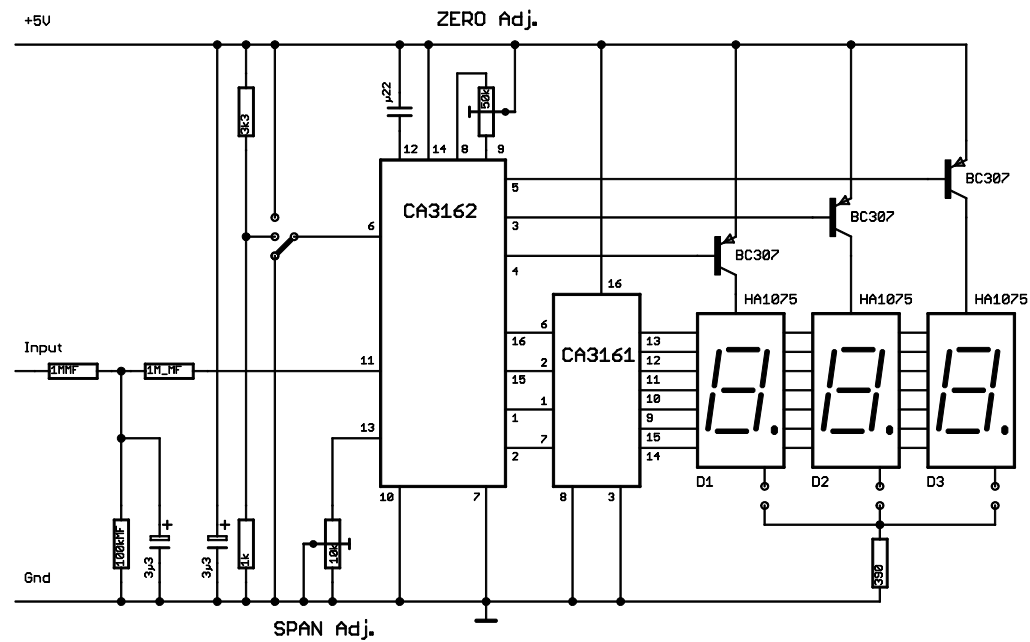 +5V
ZERO Adj.
µ22
50k
3k3
12 14 8 9
5
BC307
CA3162
6
3
BC307
4
BC307
16
HA1075 HA1075 HA1075
6
16
13
Input
CA3161
2
12
1MMF 1M_MF
11
15
11
1
10
13
1
9
7
15
2
14
10 7
8 3
D1 D2 D3
100kMF
+
3µ3
+
3µ3
1k
10k
390
Gnd
SPAN Adj.